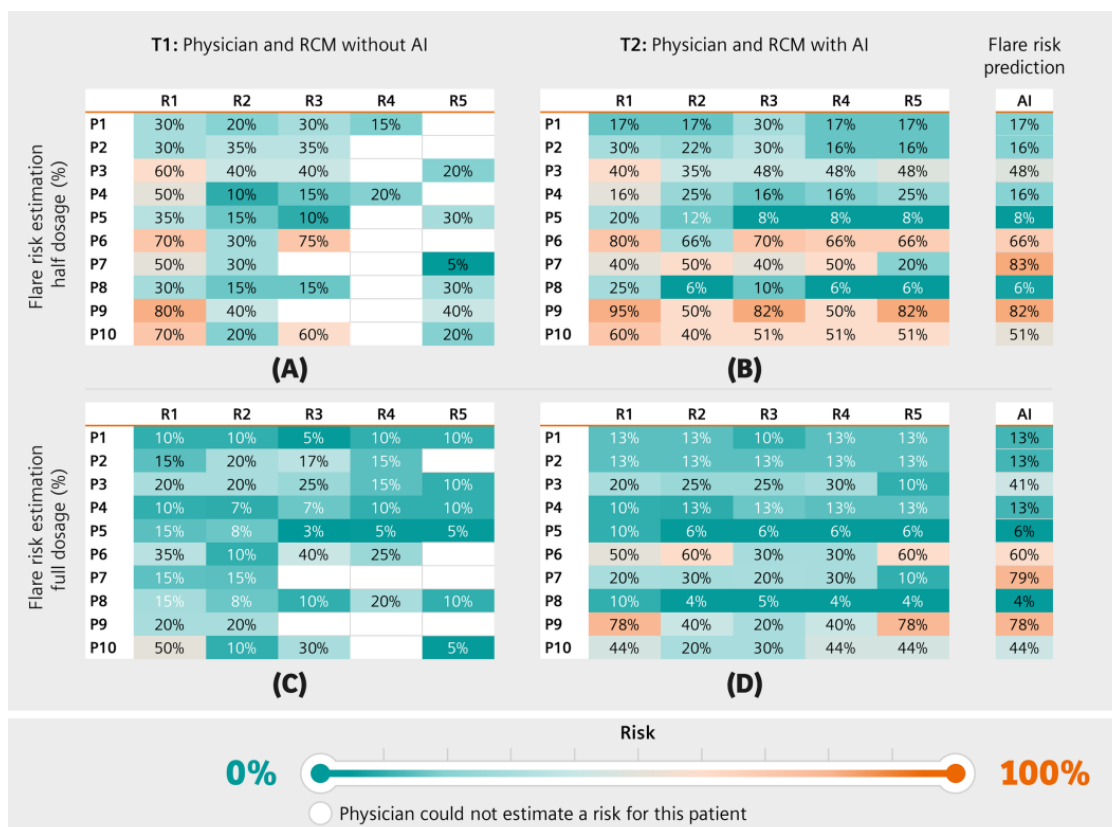 T1: Physician and RCM without AI
T2: Physician and RCM with AI
Flare risk
prediction
Flare risk estimation
half dosage (%)
R1 R2 R3 R4 R5
P1 30% 20% 30% 15%
P2 30% 35% 35%
P3 60% 40% 40% 20%
P4 50% 10% 15% 20%
P5 35% 15% 10% 30%
P6 70% 30% 75%
P7 50% 30% 5%
P8 30% 15% 15% 30%
P9 80% 40% 40%
P10 70% 20% 60% 20%
(A)
R1 R2 R3 R4 R5 AI
P1 17% 17% 30% 17% 17% 17%
P2 30% 22% 30% 16% 16% 16%
P3 40% 35% 48% 48% 48% 48%
P4 16% 25% 16% 16% 25% 16%
P5 20% 12% 8% 8% 8% 8%
P6 80% 66% 70% 66% 66% 66%
P7 40% 50% 40% 50% 20% 83%
P8 25% 6% 10% 6% 6% 6%
P9 95% 50% 82% 50% 82% 82%
P10 60% 40% 51% 51% 51% 51%
(B)
Flare risk estimation
full dosage (%)
R1 R2 R3 R4 R5
P1 10% 10% 5% 10% 10%
P2 15% 20% 17% 15%
P3 20% 20% 25% 15% 10%
P4 10% 7% 7% 10% 10%
P5 15% 8% 3% 5% 5%
P6 35% 10% 40% 25%
P7 15% 15%
P8 15% 8% 10% 20% 10%
P9 20% 20%
P10 50% 10% 30% 5%
(C)
R1 R2 R3 R4 R5 AI
P1 13% 13% 10% 13% 13% 13%
P2 13% 13% 13% 13% 13% 13%
P3 20% 25% 25% 30% 10% 41%
P4 10% 13% 13% 13% 13% 13%
P5 10% 6% 6% 6% 6% 6%
P6 50% 60% 30% 30% 60% 60%
P7 20% 30% 20% 30% 10% 79%
P8 10% 4% 5% 4% 4% 4%
P9 78% 40% 20% 40% 78% 78%
P10 44% 20% 30% 44% 44% 44%
(D)
Risk
0% 100%
Physician could not estimate a risk for this patient